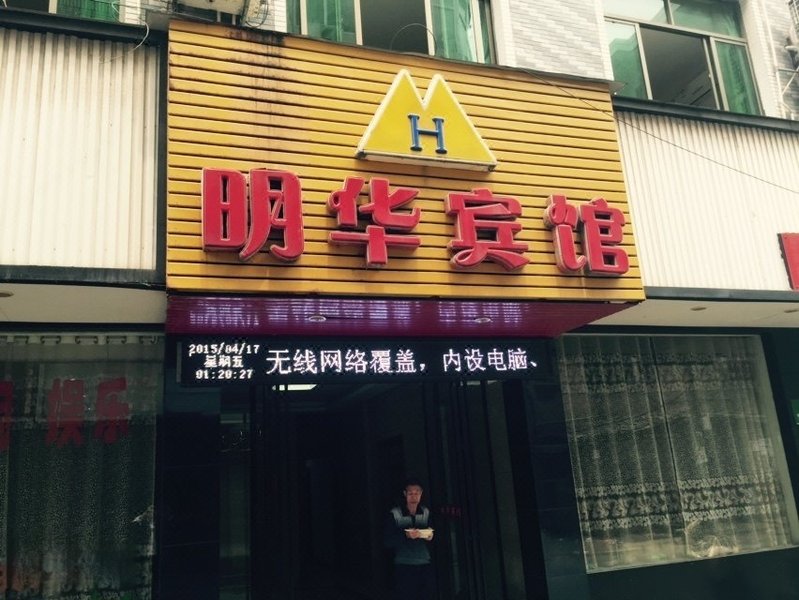 H
明华宾馆
2015/04/17
星期五
01:20:27
无线网络覆盖，内设电脑、
娱乐